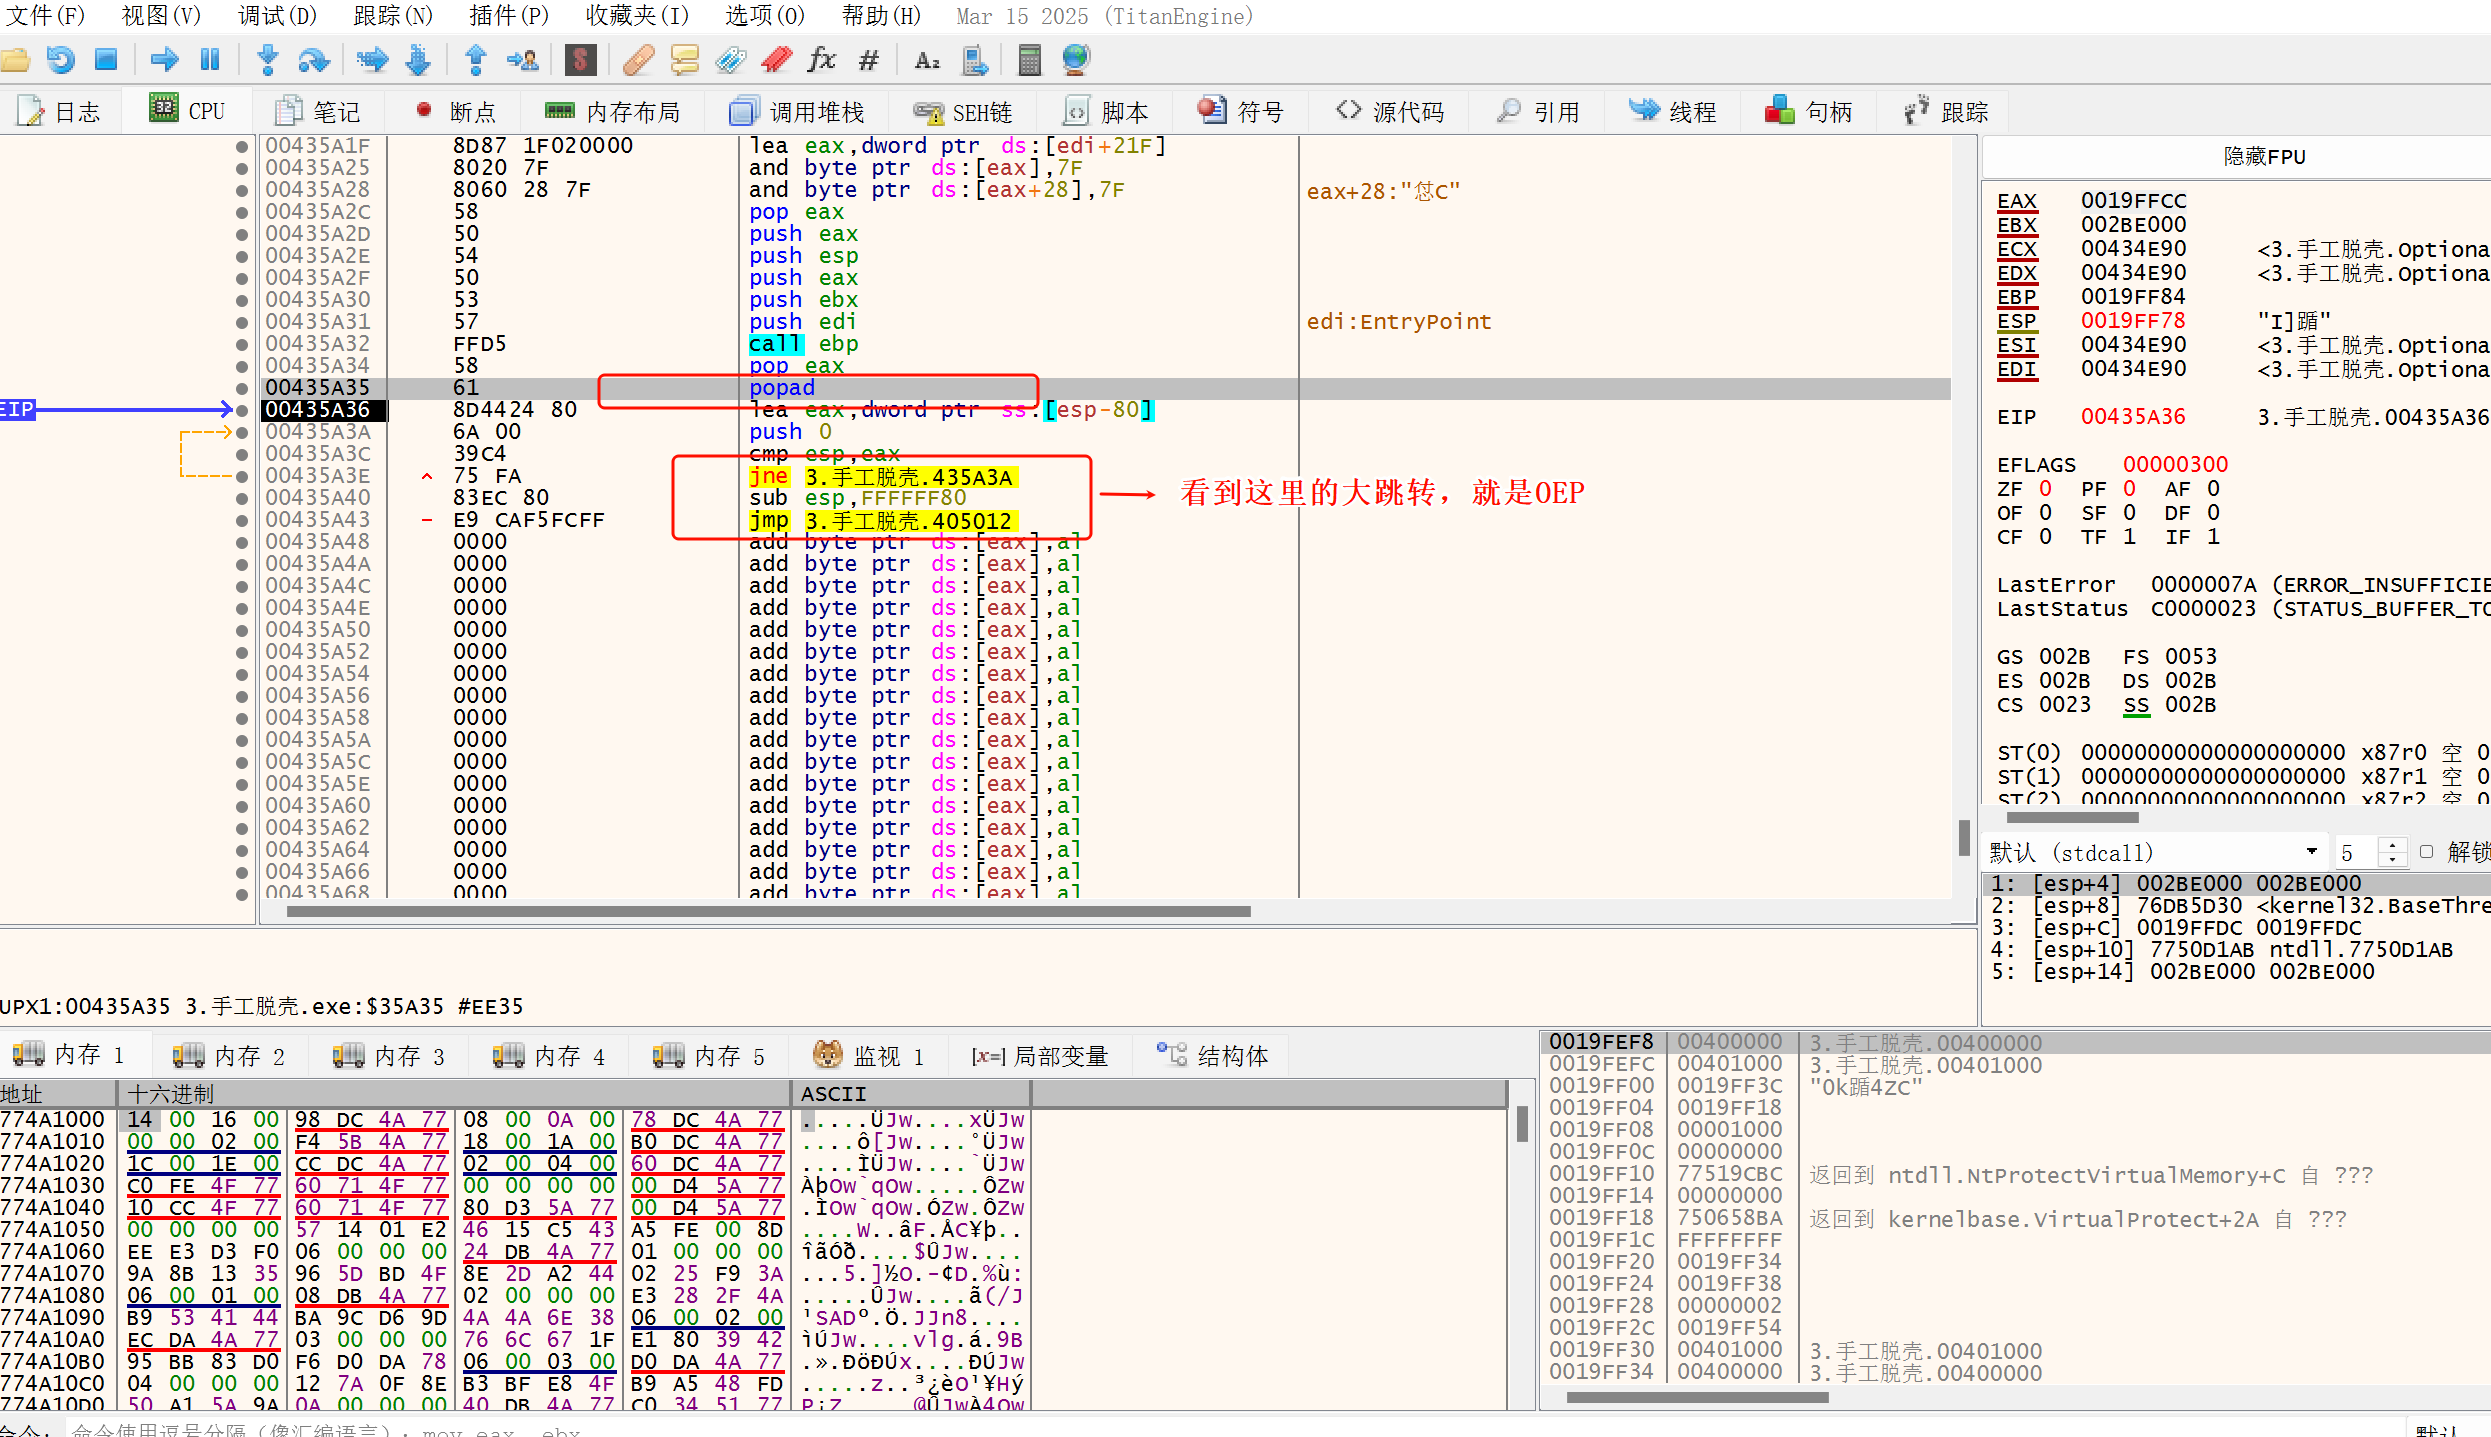 文件(F) 视图(V) 调试(D) 跟踪(N) 插件(P) 收藏夹(I) 选项(O) 帮助(H) Mar 15 2025 (TitanEngine)
日志 CPU 笔记 断点 内存布局 调用堆栈 SEH链 脚本 符号 源代码 引用 线程 句柄 跟踪
00435A1F 8D87 1F020000 lea eax,dword ptr ds:[edi+21F]
00435A25 8020 7F and byte ptr ds:[eax],7F
00435A28 8060 28 7F and byte ptr ds:[eax+28],7F eax+28:"怼C"
00435A2C 58 pop eax
00435A2D 50 push eax
00435A2E 54 push esp
00435A2F 50 push eax
00435A30 53 push ebx
00435A31 57 push edi edi:EntryPoint
00435A32 FFD5 call ebp
00435A34 58 pop eax
00435A35 61 popad
EIP 00435A36 8D4424 80 lea eax,dword ptr ss:[esp-80]
00435A3A 6A 00 push 0
00435A3C 39C4 cmp esp,eax
00435A3E ^ 75 FA jne 3.手工脱壳.435A3A
00435A40 83EC 80 sub esp,FFFFFF80
00435A43 - E9 CAF5FCFF jmp 3.手工脱壳.405012
看到这里的大跳转，就是OEP
00435A48 0000 add byte ptr ds:[eax],al
00435A4A 0000 add byte ptr ds:[eax],al
00435A4C 0000 add byte ptr ds:[eax],al
00435A4E 0000 add byte ptr ds:[eax],al
00435A50 0000 add byte ptr ds:[eax],al
00435A52 0000 add byte ptr ds:[eax],al
00435A54 0000 add byte ptr ds:[eax],al
00435A56 0000 add byte ptr ds:[eax],al
00435A58 0000 add byte ptr ds:[eax],al
00435A5A 0000 add byte ptr ds:[eax],al
00435A5C 0000 add byte ptr ds:[eax],al
00435A5E 0000 add byte ptr ds:[eax],al
00435A60 0000 add byte ptr ds:[eax],al
00435A62 0000 add byte ptr ds:[eax],al
00435A64 0000 add byte ptr ds:[eax],al
00435A66 0000 add byte ptr ds:[eax],al
00435A68 0000 add byte ptr ds:[eax],al
隐藏FPU
EAX 0019FFCC
EBX 002BE000
ECX 00434E90 <3.手工脱壳.Optiona
EDX 00434E90 <3.手工脱壳.Optiona
EBP 0019FF84
ESP 0019FF78 "I]踊"
ESI 00434E90 <3.手工脱壳.Optiona
EDI 00434E90 <3.手工脱壳.Optiona
EIP 00435A36 3.手工脱壳.00435A36
EFLAGS 00000300
ZF 0 PF 0 AF 0
OF 0 SF 0 DF 0
CF 0 TF 1 IF 1
LastError 0000007A (ERROR_INSUFFICIE
LastStatus C0000023 (STATUS_BUFFER_TO
GS 002B FS 0053
ES 002B DS 002B
CS 0023 SS 002B
ST(0) 00000000000000000000 x87r0 空 0
ST(1) 00000000000000000000 x87r1 空 0
ST(2) 00000000000000000000 x87r2 空 0
默认 (stdcall) 5 解锁
1: [esp+4] 002BE000 002BE000
2: [esp+8] 76DB5D30 <kernel32.BaseThre
3: [esp+C] 0019FFDC 0019FFDC
4: [esp+10] 7750D1AB ntdll.7750D1AB
5: [esp+14] 002BE000 002BE000
UPX1:00435A35 3.手工脱壳.exe:$35A35 #EE35
内存 1 内存 2 内存 3 内存 4 内存 5 监视 1 [x=] 局部变量 结构体
地址 十六进制 ASCII
774A1000 14 00 16 00 98 DC 4A 77 08 00 0A 00 78 DC 4A 77 .....ÜJw....xÜJw
774A1010 00 00 02 00 F4 5B 4A 77 18 00 1A 00 B0 DC 4A 77 ....ô[Jw....°ÜJw
774A1020 1C 00 1E 00 CC DC 4A 77 02 00 04 00 60 DC 4A 77 ....ÌÜJw....`ÜJw
774A1030 C0 FE 4F 77 60 71 4F 77 00 00 00 00 00 D4 5A 77 ÀþOw`qOw.....ÔZw
774A1040 10 CC 4F 77 60 71 4F 77 80 D3 5A 77 00 D4 5A 77 .ÌOw`qOw.ÓZw.ÔZw
774A1050 00 00 00 00 57 14 01 E2 46 15 C5 43 A5 FE 00 8D ....W..âF.ÅC¥þ..
774A1060 EE E3 D3 F0 06 00 00 00 24 DB 4A 77 01 00 00 00 îãÓð....$ÛJw....
774A1070 9A 8B 13 35 96 5D BD 4F 8E 2D A2 44 02 25 F9 3A ...5.]½O.-¢D.%ù:
774A1080 06 00 01 00 08 DB 4A 77 02 00 00 00 E3 28 2F 4A .....ÛJw....ã(/J
774A1090 B9 53 41 44 BA 9C D6 9D 4A 4A 6E 38 06 00 02 00 ¹SADº.Ö.JJn8....
774A10A0 EC DA 4A 77 03 00 00 00 76 6C 67 1F E1 80 39 42 ìÚJw....vlg.á.9B
774A10B0 95 BB 83 D0 F6 D0 DA 78 06 00 03 00 D0 DA 4A 77 .».ÐöÐÚx....ÐÚJw
774A10C0 04 00 00 00 12 7A 0F 8E B3 BF E8 4F B9 A5 48 FD .....z..³¿èO¹¥Hý
774A10D0 50 A1 5A 9A 0A 00 00 00 40 DB 4A 77 C0 34 51 77 P¡Z.....@ÛJwÀ4Qw
0019FEF8 00400000 3.手工脱壳.00400000
0019FEFC 00401000 3.手工脱壳.00401000
0019FF00 0019FF3C "0k踊4ZC"
0019FF04 0019FF18
0019FF08 00001000
0019FF0C 00000000
0019FF10 77519CBC 返回到 ntdll.NtProtectVirtualMemory+C 自 ???
0019FF14 00000000
0019FF18 750658BA 返回到 kernelbase.VirtualProtect+2A 自 ???
0019FF1C FFFFFFFF
0019FF20 0019FF34
0019FF24 0019FF38
0019FF28 00000002
0019FF2C 0019FF54
0019FF30 00401000 3.手工脱壳.00401000
0019FF34 00400000 3.手工脱壳.00400000
命令: 命令使用逗号分隔（像汇编语言）: mov eax, ebx 默认